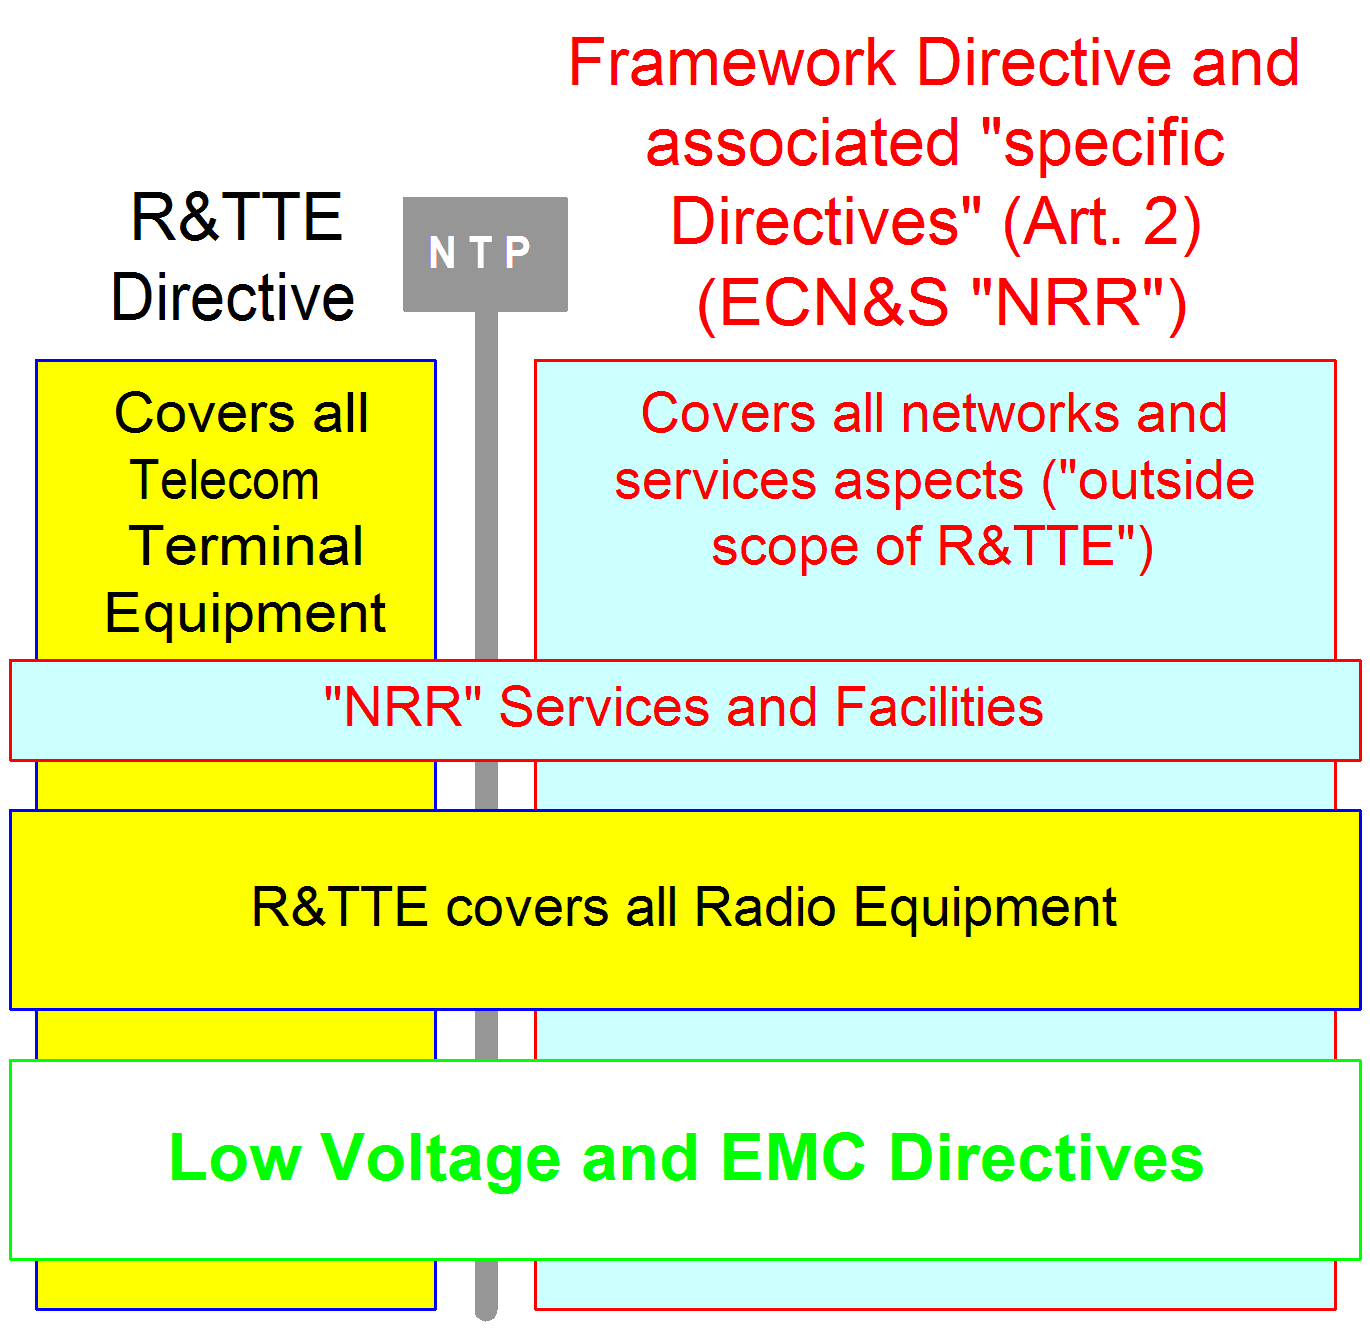 R&TTE
Directive
N T P
Framework Directive and
associated "specific
Directives" (Art. 2)
(ECN&S "NRR")
Covers all
Telecom
Terminal
Equipment
Covers all networks and
services aspects ("outside
scope of R&TTE")
"NRR" Services and Facilities
R&TTE covers all Radio Equipment
Low Voltage and EMC Directives